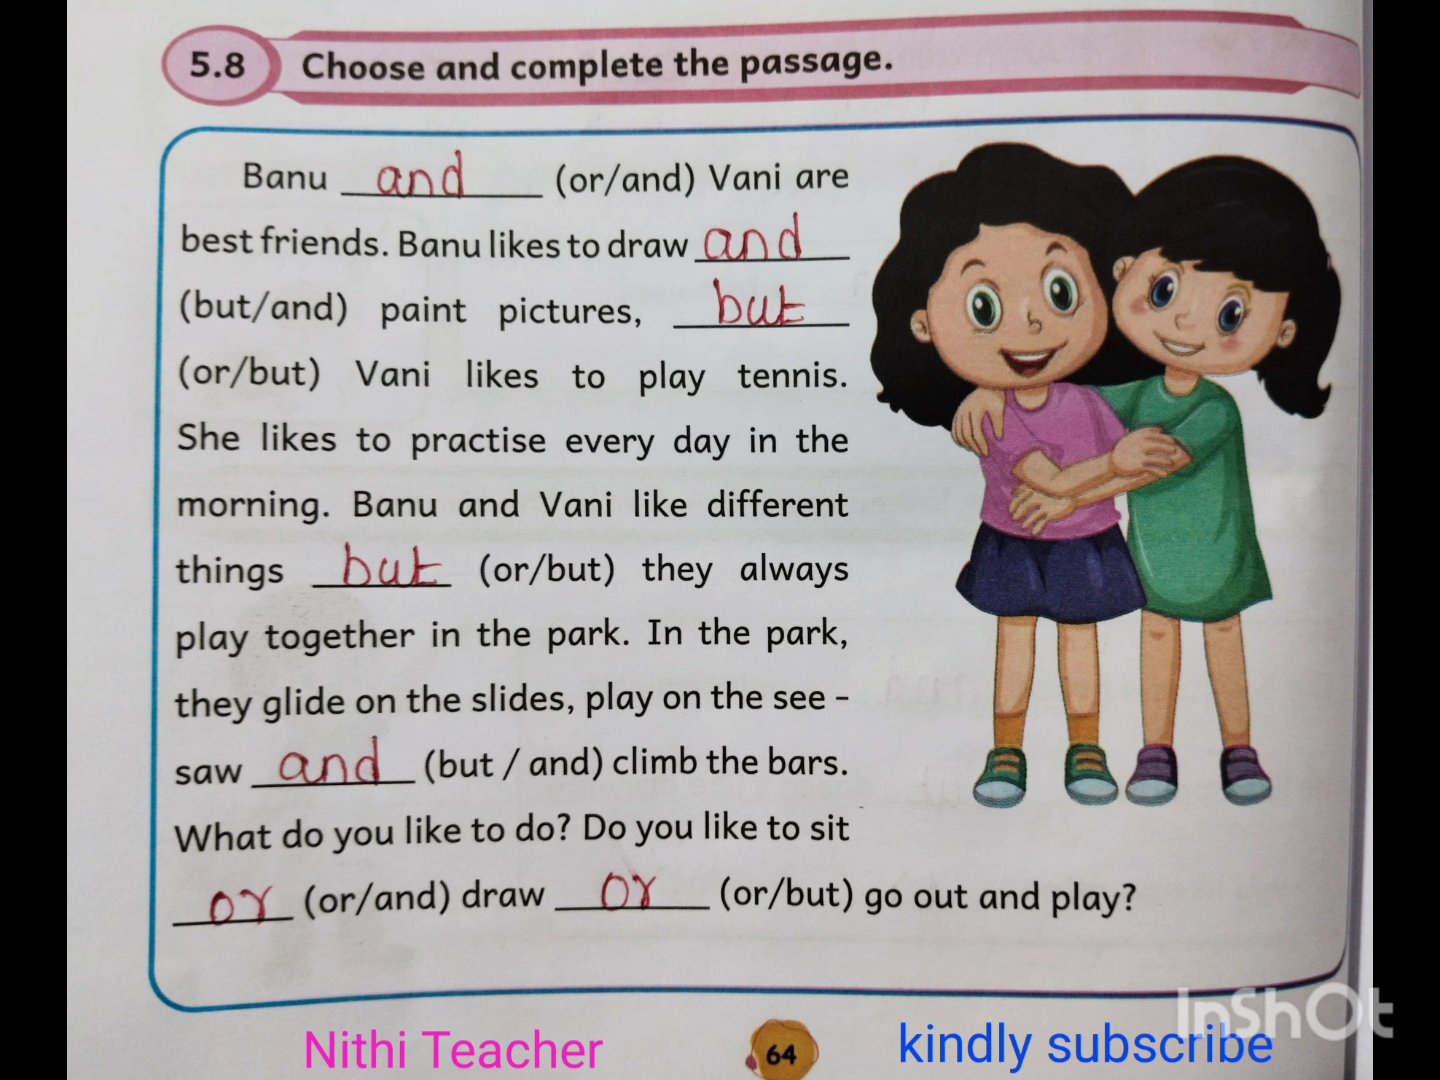 5.8 Choose and complete the passage.
Banu and (or/and) Vani are
best friends. Banu likes to draw and
(but/and) paint pictures, but
(or/but) Vani likes to play tennis.
She likes to practise every day in the
morning. Banu and Vani like different
things but (or/but) they always
play together in the park. In the park,
they glide on the slides, play on the see -
saw and (but / and) climb the bars.
What do you like to do? Do you like to sit
or (or/and) draw or (or/but) go out and play?
InShOt
Nithi Teacher 64 kindly subscribe